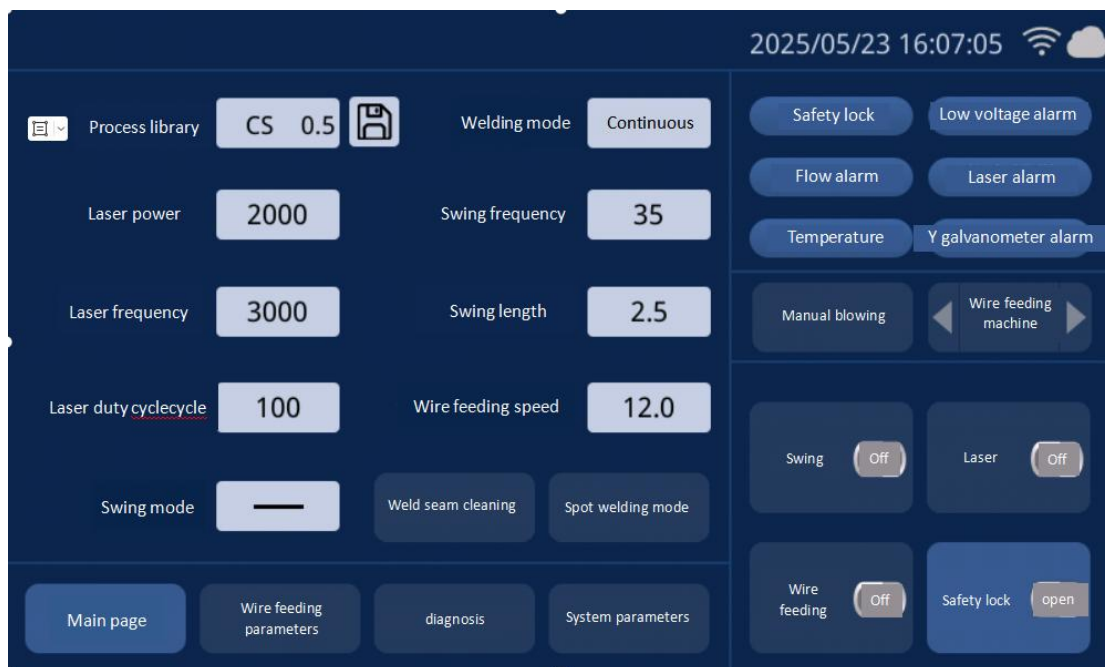 2025/05/23 16:07:05
Process library
CS 0.5
Welding mode
Continuous
Laser power
2000
Swing frequency
35
Laser frequency
3000
Swing length
2.5
Laser duty cyclecycle
100
Wire feeding speed
12.0
Swing mode
Weld seam cleaning
Spot welding mode
Main page
Wire feeding
parameters
diagnosis
System parameters
Safety lock
Low voltage alarm
Flow alarm
Laser alarm
Temperature
Y galvanometer alarm
Manual blowing
Wire feeding
machine
Swing
Off
Laser
Off
Wire
feeding
Off
Safety lock
open